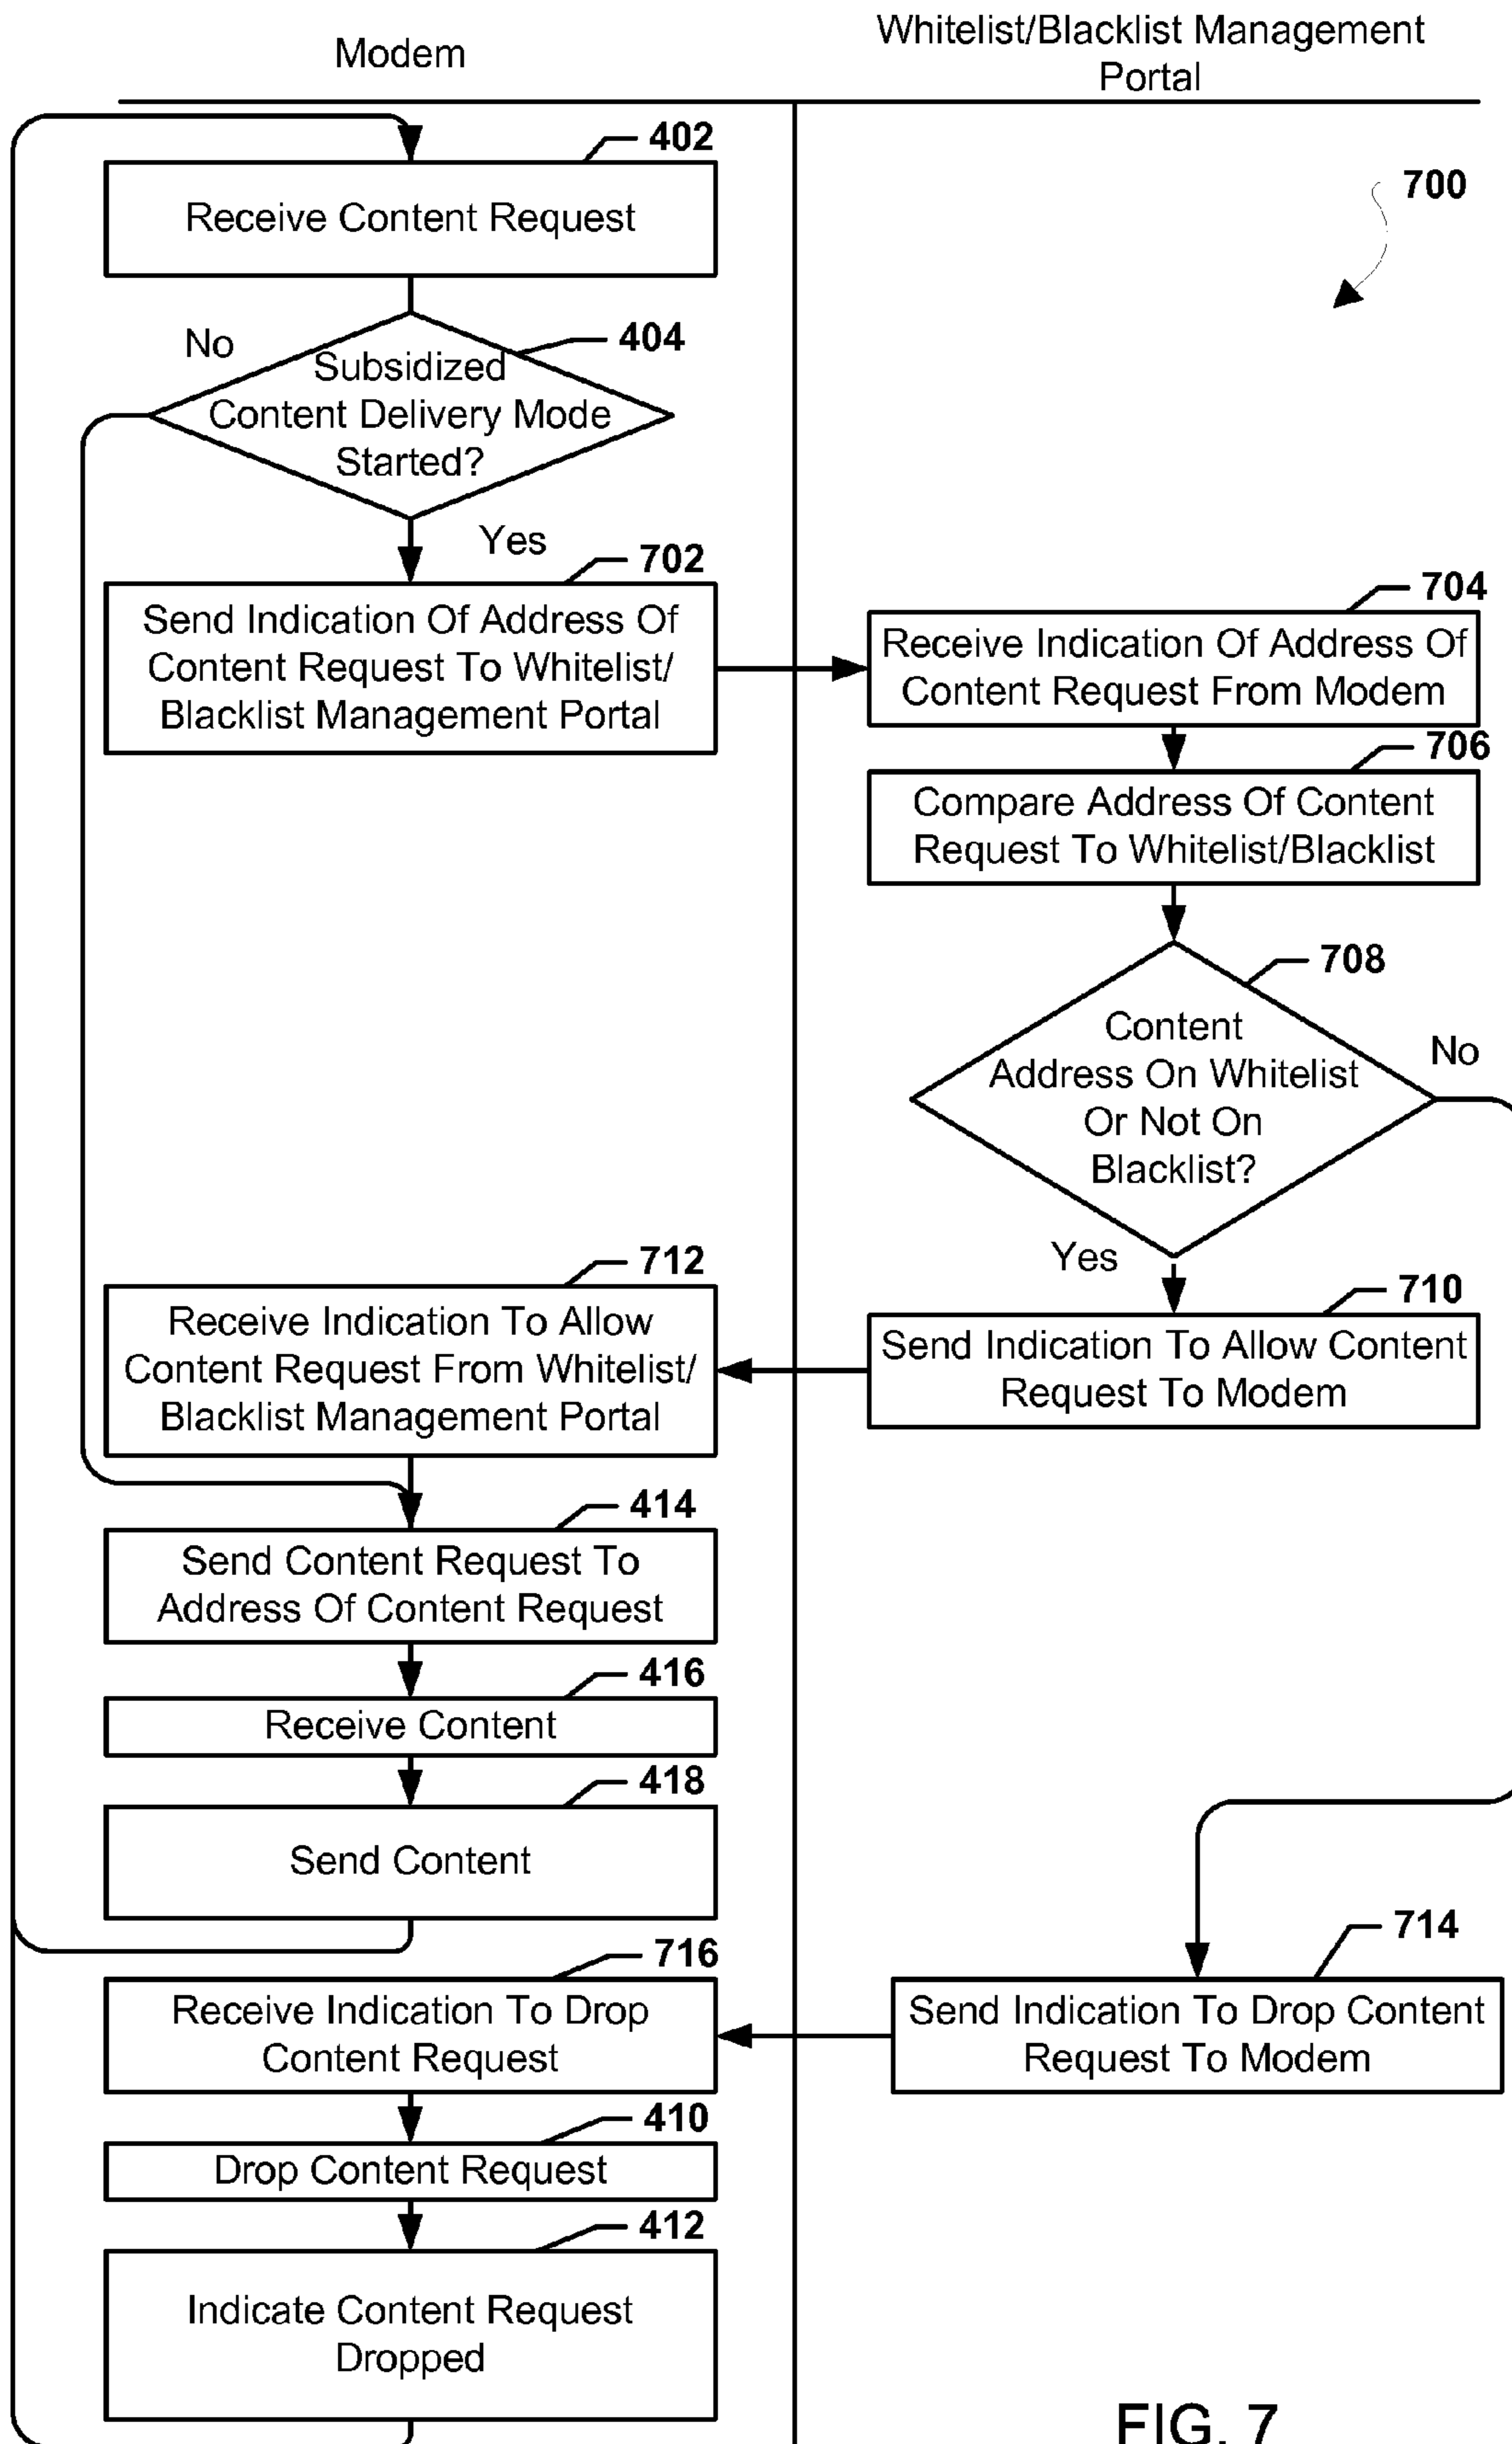 Modem
Whitelist/Blacklist Management
Portal
402
Receive Content Request
700
404
No
Subsidized
Content Delivery Mode
Started?
Yes
702
Send Indication Of Address Of
Content Request To Whitelist/
Blacklist Management Portal
704
Receive Indication Of Address Of
Content Request From Modem
706
Compare Address Of Content
Request To Whitelist/Blacklist
708
Content
Address On Whitelist
Or Not On
Blacklist?
No
Yes
710
Send Indication To Allow Content
Request To Modem
712
Receive Indication To Allow
Content Request From Whitelist/
Blacklist Management Portal
414
Send Content Request To
Address Of Content Request
416
Receive Content
418
Send Content
714
Send Indication To Drop Content
Request To Modem
716
Receive Indication To Drop
Content Request
410
Drop Content Request
412
Indicate Content Request
Dropped
FIG. 7